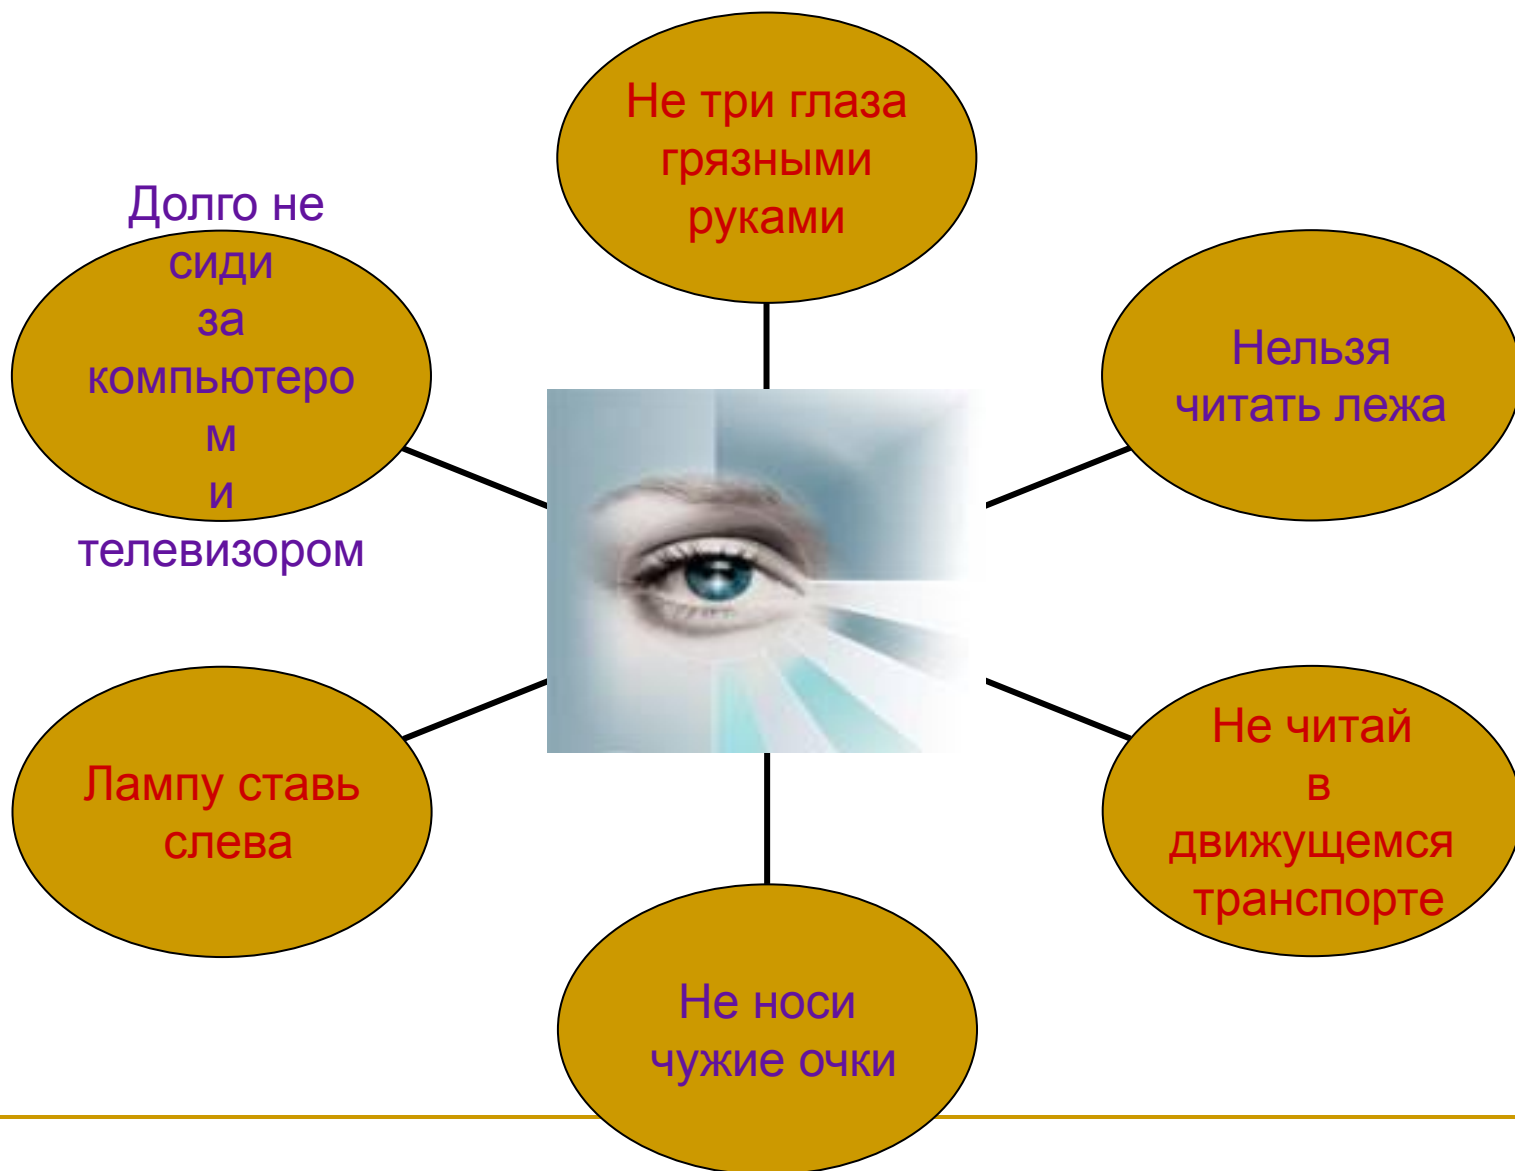 Не три глаза
грязными
руками
Долго не
сиди
за
компьютеро
м
и
телевизором
Нельзя
читать лежа
Лампу ставь
слева
Не читай
в
движущемся
транспорте
Не носи
чужие очки